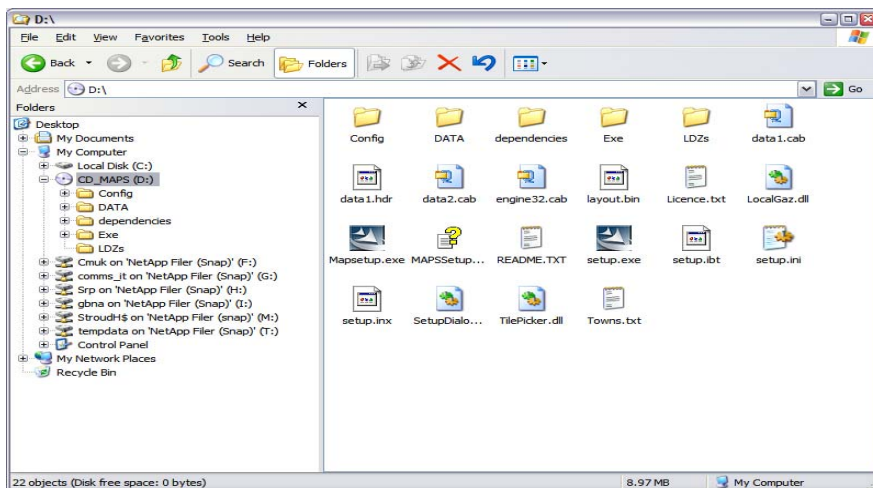 D:\
File Edit View Favorites Tools Help
Back Search Folders
Address D:\ Go
Folders
Desktop
My Documents
My Computer
Local Disk (C:)
CD_MAPS (D:)
Config
DATA
dependencies
Exe
LDZs
Cmuk on 'NetApp Filer (Snap)' (F:)
comms_jt on 'NetApp Filer (Snap)' (G:)
Srp on 'NetApp Filer (Snap)' (H:)
gbna on 'NetApp Filer (Snap)' (I:)
StroudH$ on 'NetApp Filer (snap)' (M:)
tempdata on 'NetApp Filer (Snap)' (T:)
Control Panel
My Network Places
Recycle Bin
Config DATA dependencies Exe LDZs data1.cab
data1.hdr data2.cab engine32.cab layout.bin Licence.txt LocalGaz.dll
Mapsetup.exe MAPSSetup... README.TXT setup.exe setup.ibt setup.ini
setup.inx SetupDialo... TilePicker.dll Towns.txt
22 objects (Disk free space: 0 bytes) 8.97 MB My Computer